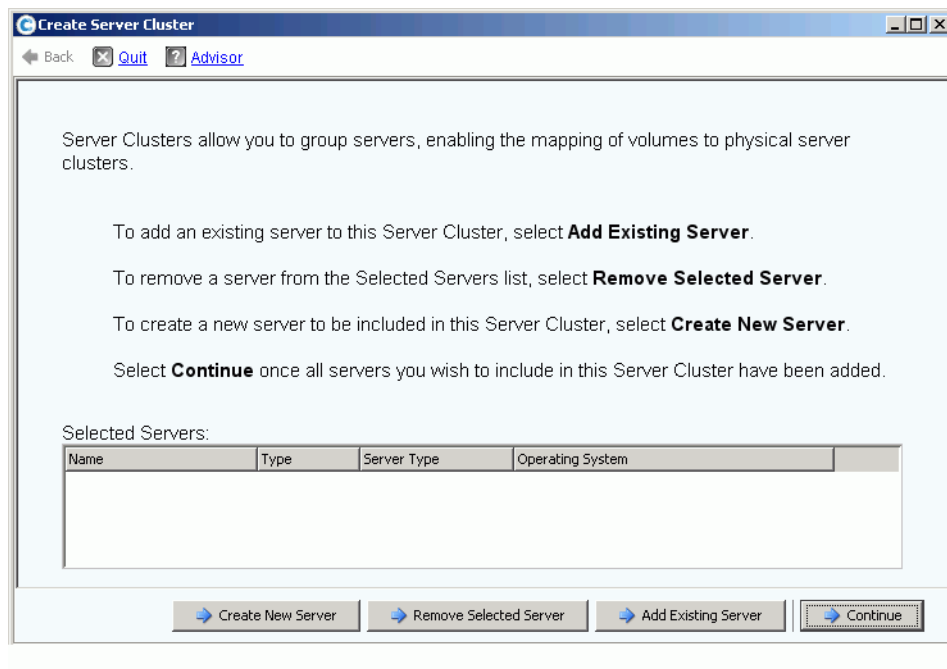 Create Server Cluster
Back Quit ? Advisor
Server Clusters allow you to group servers, enabling the mapping of volumes to physical server
clusters.
To add an existing server to this Server Cluster, select Add Existing Server.
To remove a server from the Selected Servers list, select Remove Selected Server.
To create a new server to be included in this Server Cluster, select Create New Server.
Select Continue once all servers you wish to include in this Server Cluster have been added.
Selected Servers:
Name Type Server Type Operating System
Create New Server Remove Selected Server Add Existing Server Continue